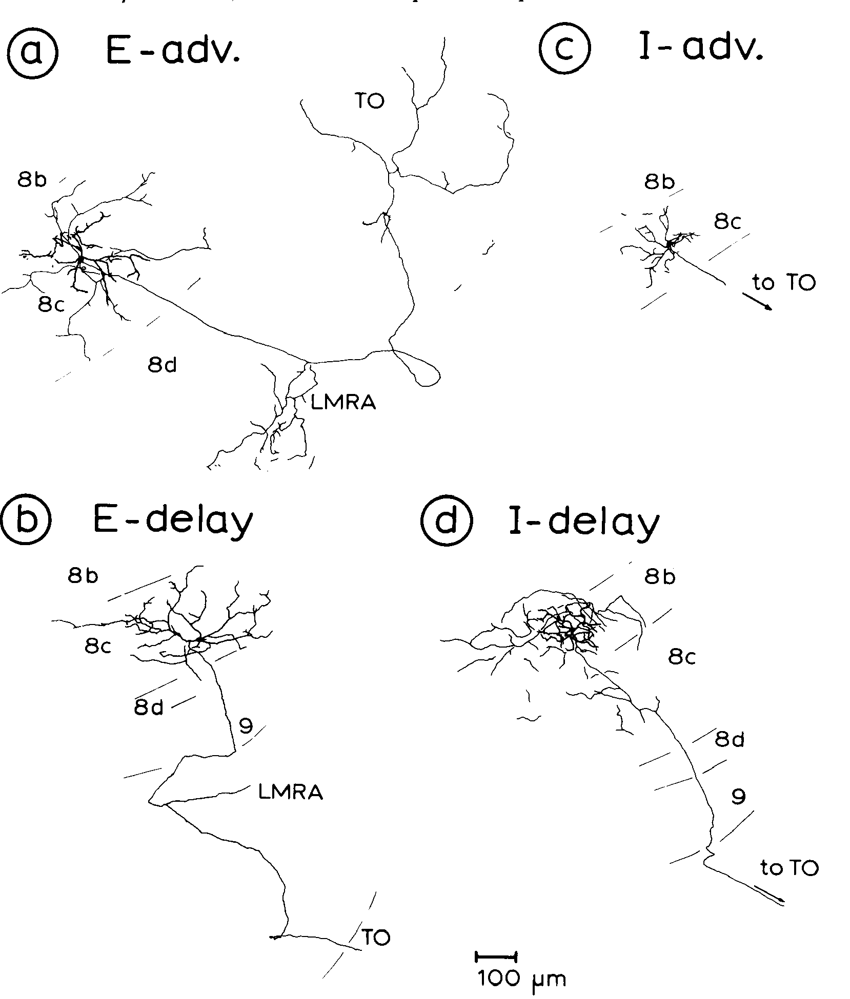 a E-adv.
TO
8b
8c
8d
LMRA
c I-adv.
8b
8c
to TO
b E-delay
8b
8c
8d
9
LMRA
TO
d I-delay
8b
8c
8d
9
to TO
100 µm